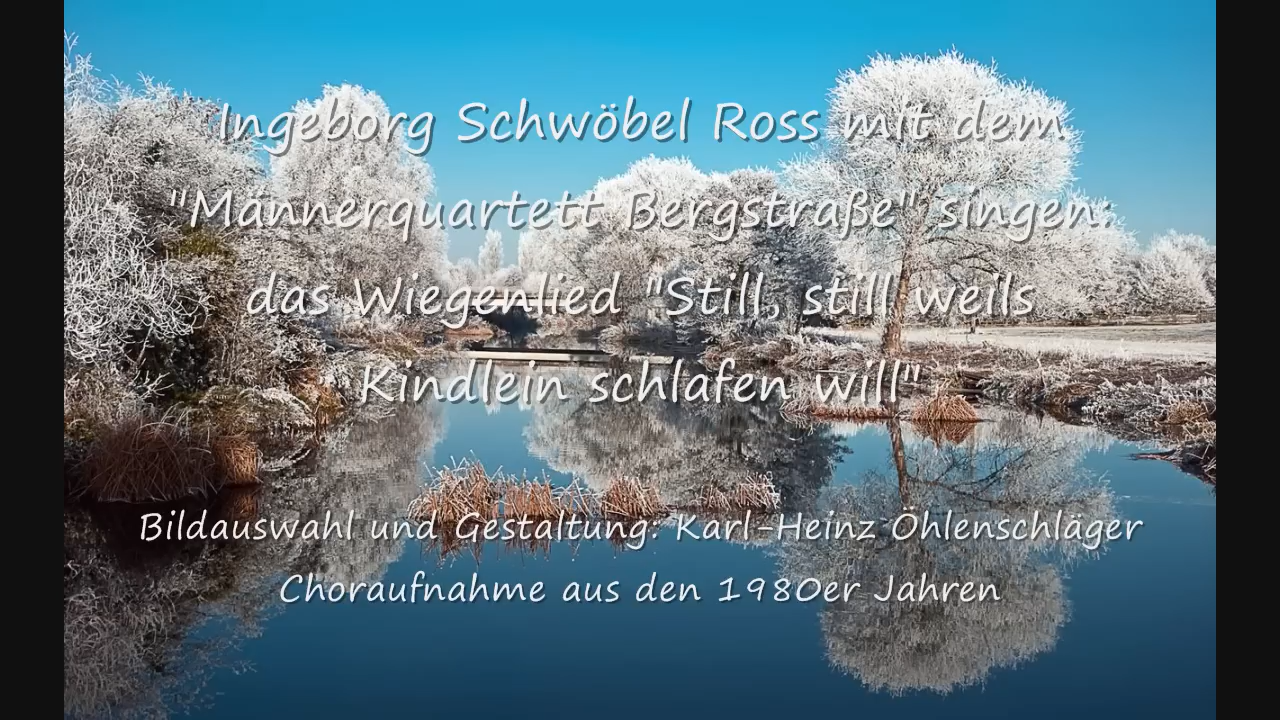 Ingeborg Schwöbel Ross mit dem
"Männerquartett Bergstraße" singen:
das Wiegenlied "Still, still weils
Kindlein schlafen will"
Bildauswahl und Gestaltung: Karl-Heinz Öhlenschläger
Choraufnahme aus den 1980er Jahren